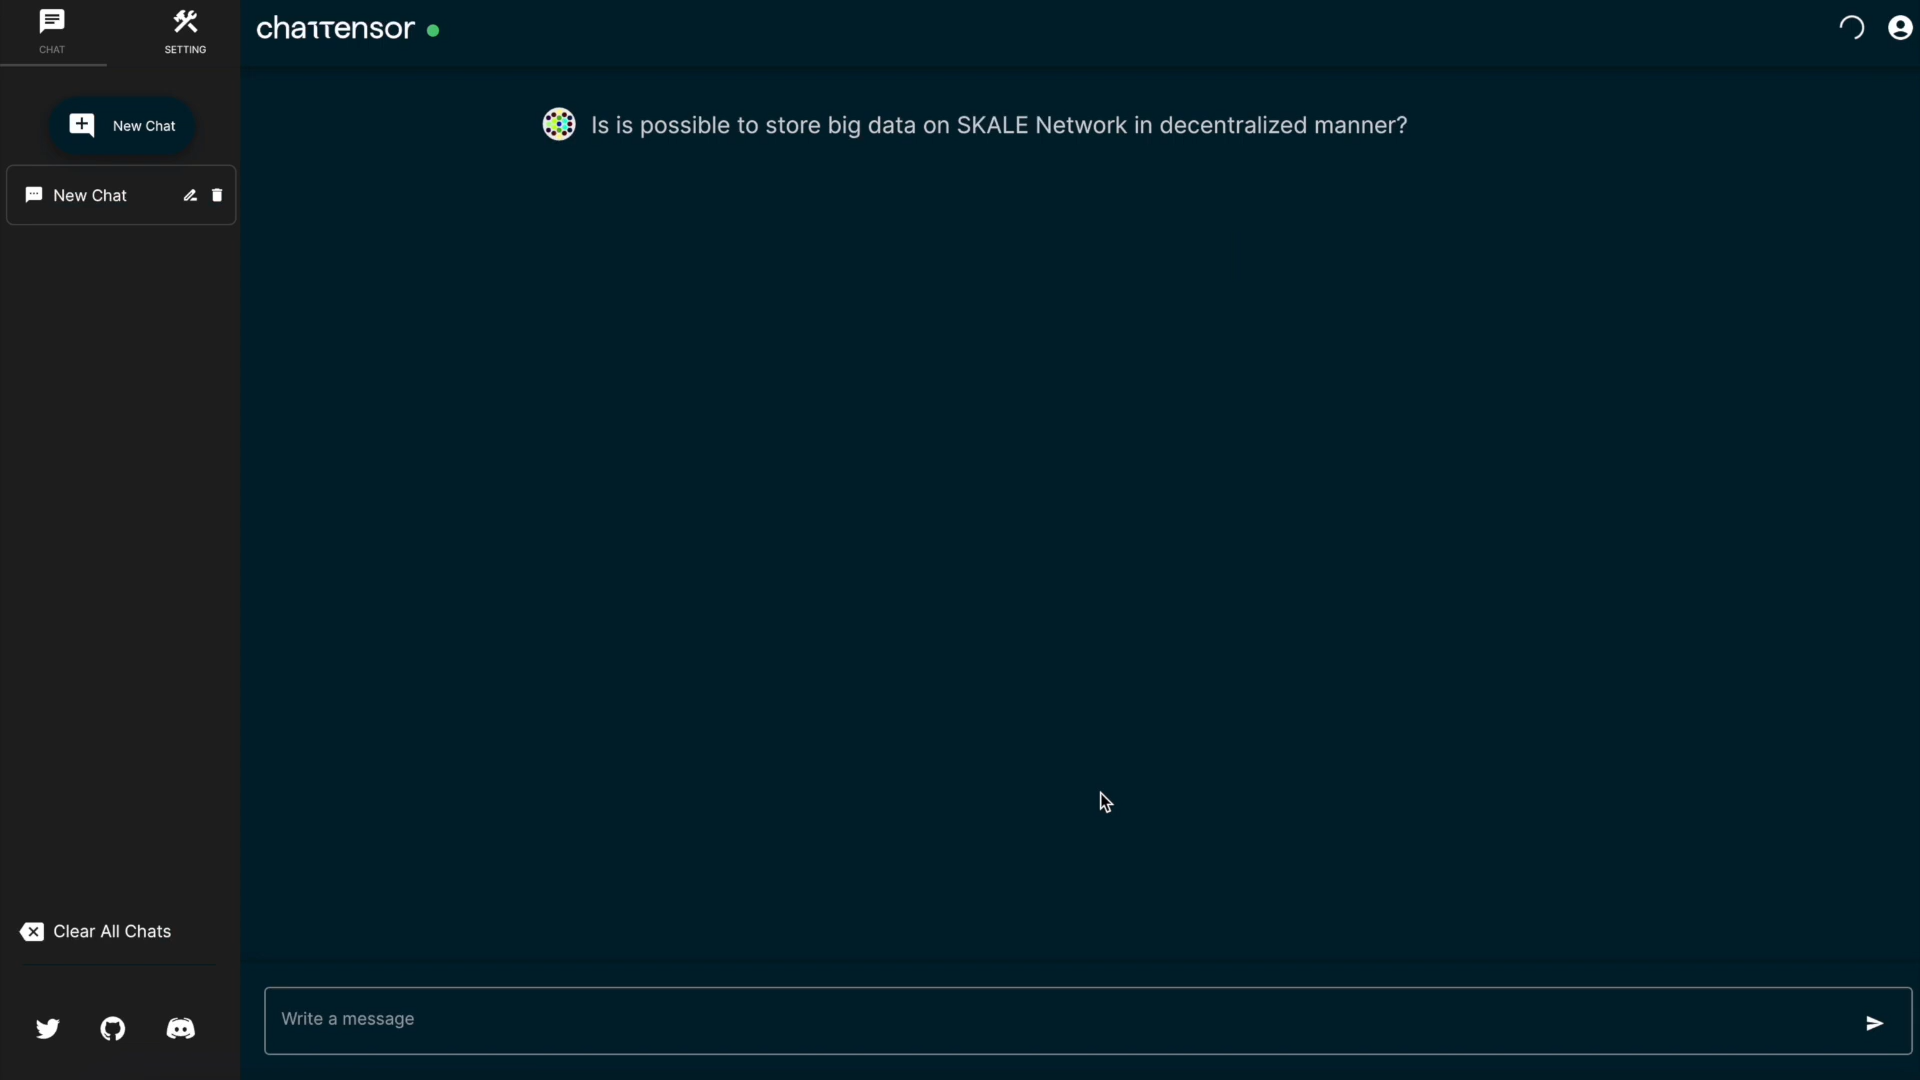 CHAT
SETTING
chaττensor
Is is possible to store big data on SKALE Network in decentralized manner?
New Chat
New Chat
Clear All Chats
Write a message